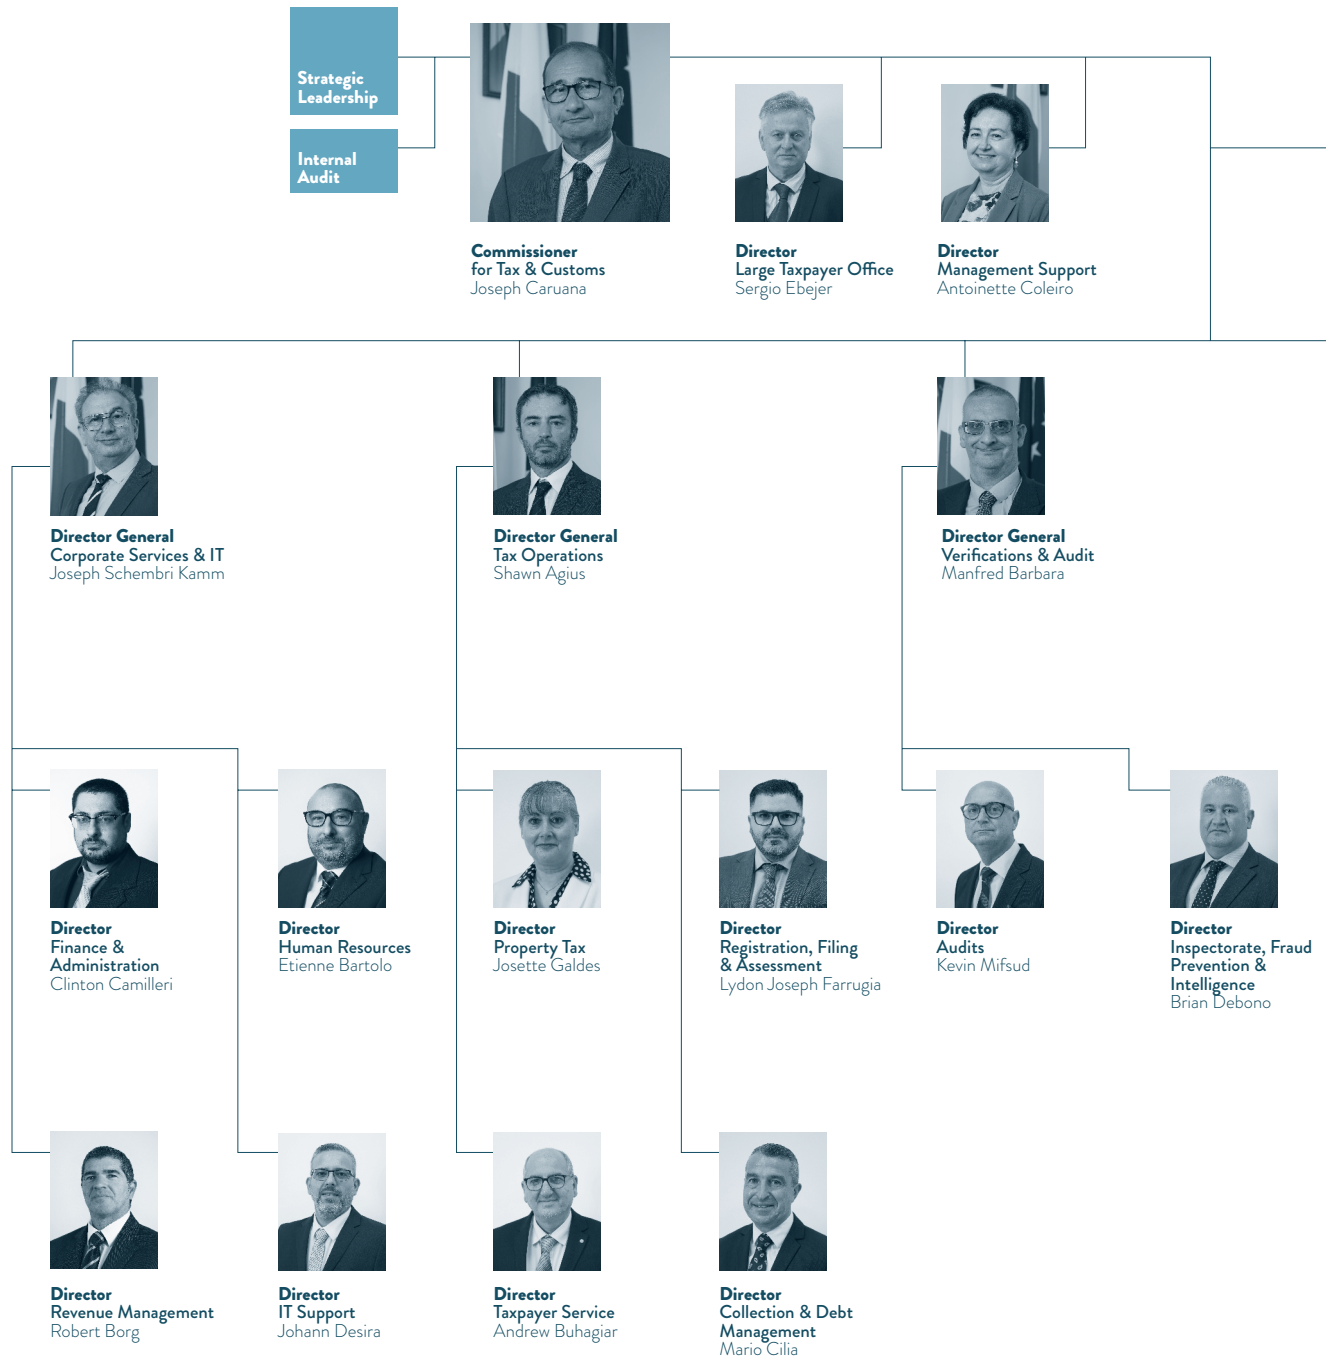 Strategic
Leadership
Internal
Audit
Commissioner
for Tax & Customs
Joseph Caruana
Director
Large Taxpayer Office
Sergio Ebejer
Director
Management Support
Antoinette Coleiro
Director General
Corporate Services & IT
Joseph Schembri Kamm
Director General
Tax Operations
Shawn Agius
Director General
Verifications & Audit
Manfred Barbara
Director
Finance &
Administration
Clinton Camilleri
Director
Human Resources
Etienne Bartolo
Director
Property Tax
Josette Galdes
Director
Registration, Filing
& Assessment
Lydon Joseph Farrugia
Director
Audits
Kevin Mifsud
Director
Inspectorate, Fraud
Prevention &
Intelligence
Brian Debono
Director
Revenue Management
Robert Borg
Director
IT Support
Johann Desira
Director
Taxpayer Service
Andrew Buhagiar
Director
Collection & Debt
Management
Mario Cilia